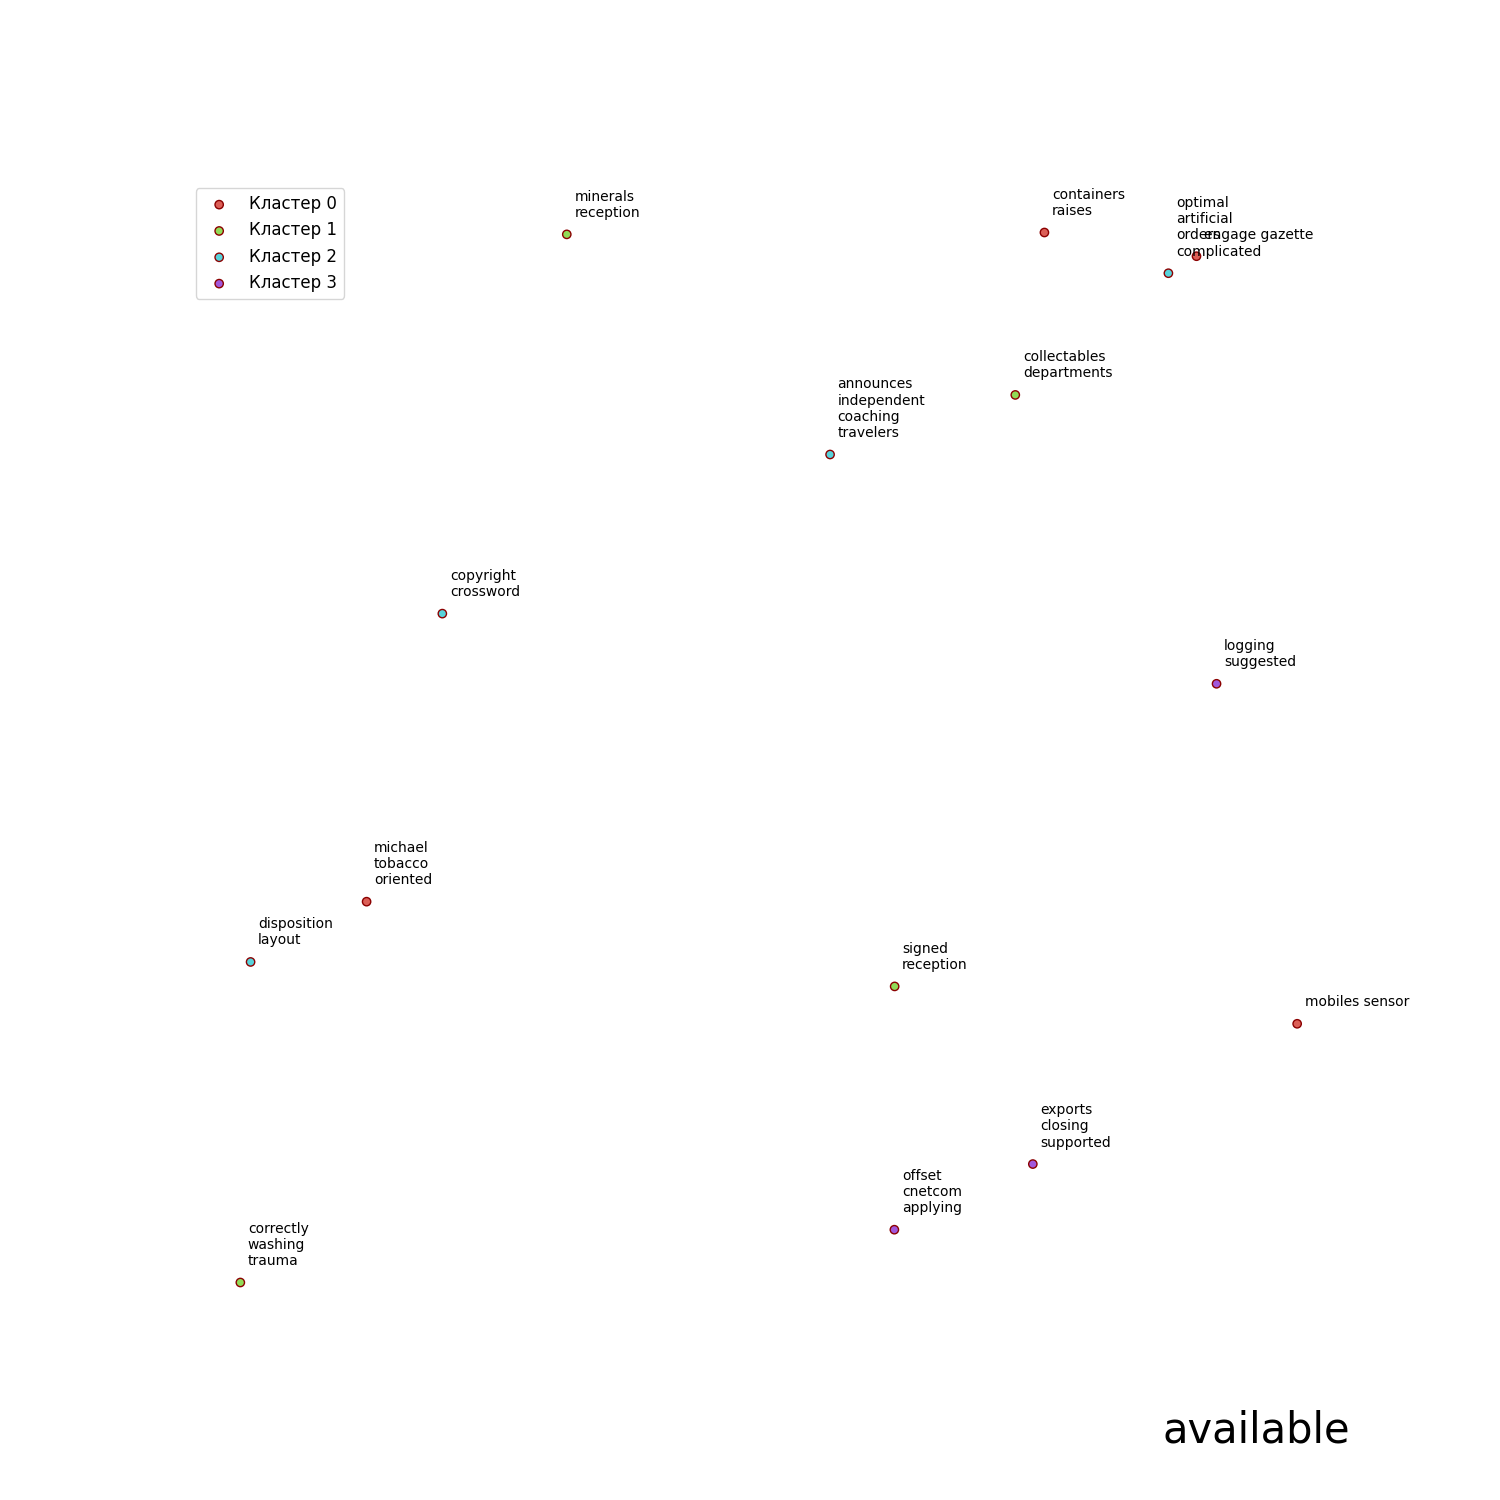 Кластер 0
Кластер 1
Кластер 2
Кластер 3
minerals
reception
containers
raises
optimal
artificial
orders
complicated
engage gazette
collectables
departments
announces
independent
coaching
travelers
copyright
crossword
logging
suggested
michael
tobacco
oriented
disposition
layout
signed
reception
mobiles sensor
exports
closing
supported
offset
cnetcom
applying
correctly
washing
trauma
available